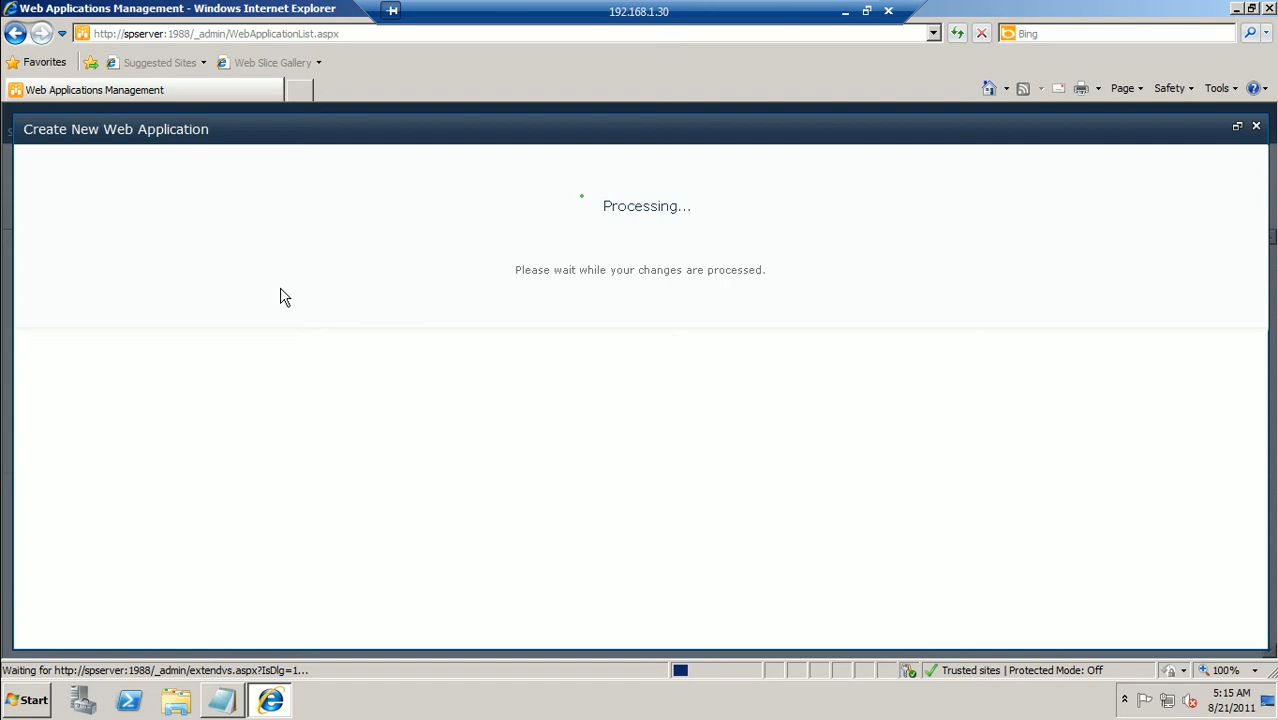 Web Applications Management - Windows Internet Explorer
192.168.1.30
http://spserver:1988/_admin/WebApplicationList.aspx
Bing
Favorites
Suggested Sites
Web Slice Gallery
Web Applications Management
Page
Safety
Tools
Create New Web Application
Processing...
Please wait while your changes are processed.
Waiting for http://spserver:1988/_admin/extendvs.aspx?IsDlg=1...
Trusted sites | Protected Mode: Off
100%
Start
5:15 AM
8/21/2011